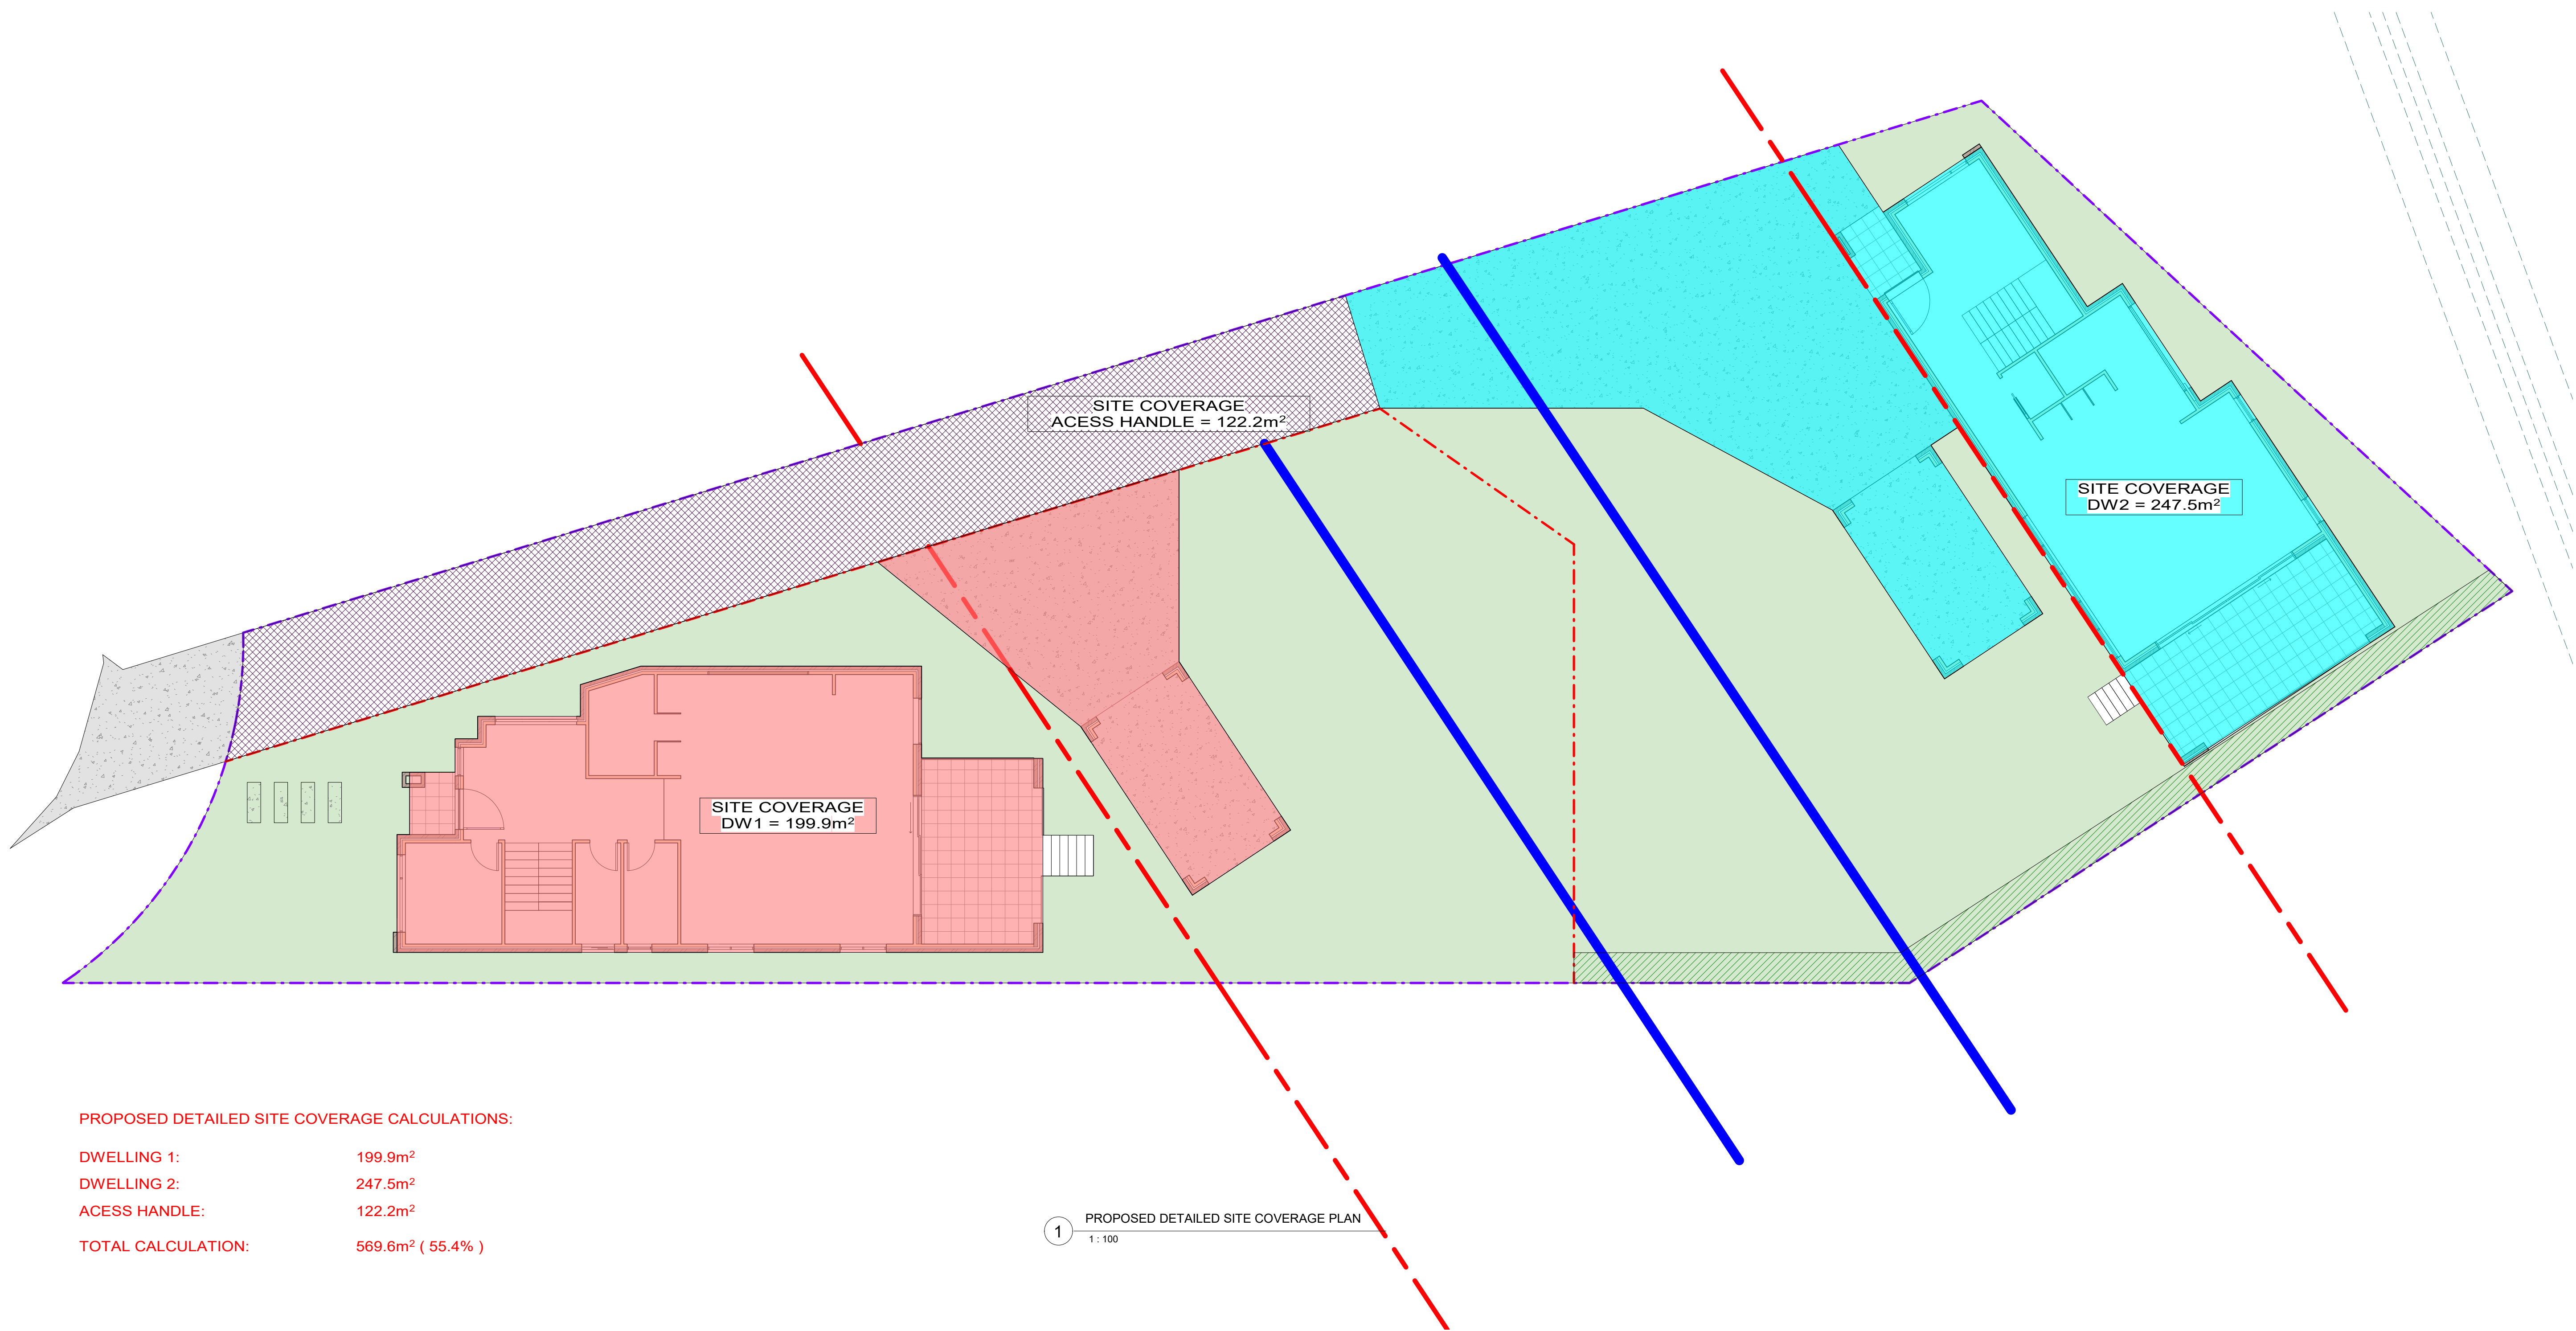 SITE COVERAGE
ACESS HANDLE = 122.2m²
SITE COVERAGE
DW2 = 247.5m²
SITE COVERAGE
DW1 = 199.9m²
PROPOSED DETAILED SITE COVERAGE CALCULATIONS:
DWELLING 1: 199.9m²
DWELLING 2: 247.5m²
ACESS HANDLE: 122.2m²
TOTAL CALCULATION: 569.6m² ( 55.4% )
1 PROPOSED DETAILED SITE COVERAGE PLAN
1 : 100